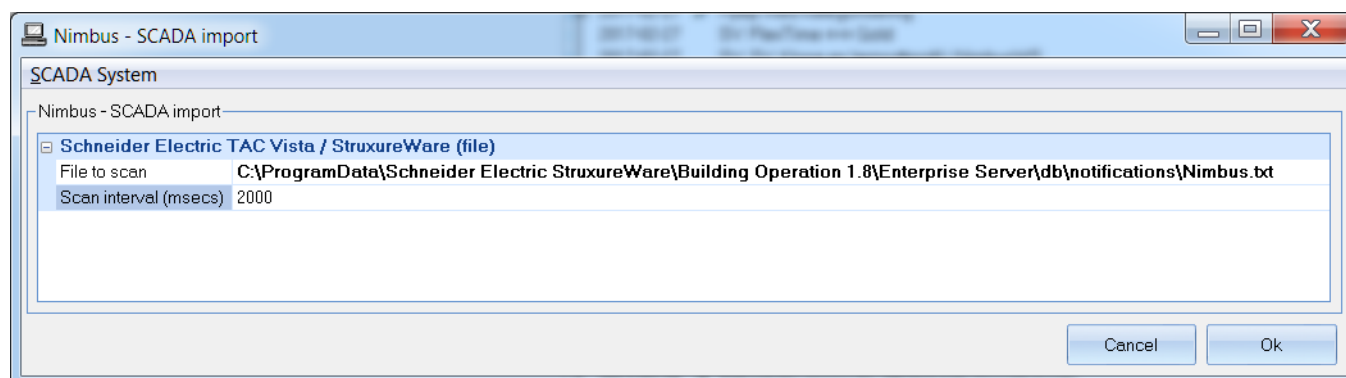 Nimbus - SCADA import
SCADA System
Nimbus - SCADA import
Schneider Electric TAC Vista / StruxureWare (file)
File to scan C:\ProgramData\Schneider Electric StruxureWare\Building Operation 1.8\Enterprise Server\db\notifications\Nimbus.txt
Scan interval (msecs) 2000
Cancel Ok